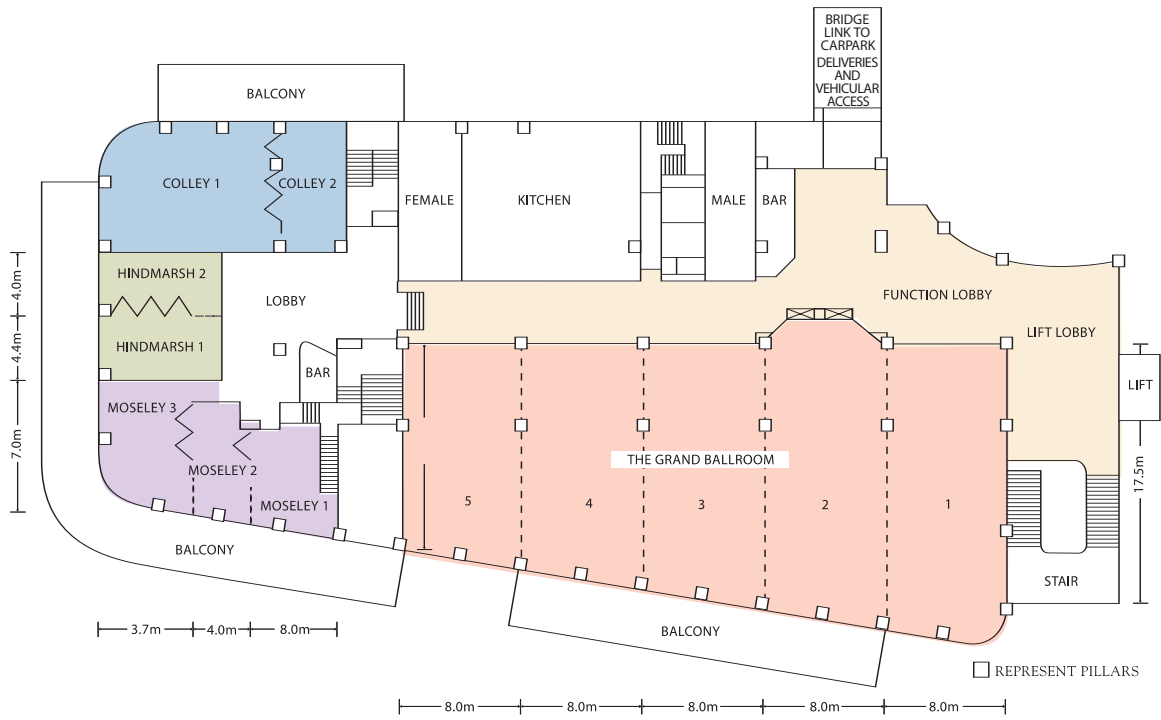 BRIDGE
LINK TO
CARPARK
DELIVERIES
AND
VEHICULAR
ACCESS
BALCONY
COLLEY 1
COLLEY 2
FEMALE
KITCHEN
MALE
BAR
HINDMARSH 2
LOBBY
FUNCTION LOBBY
LIFT LOBBY
HINDMARSH 1
BAR
LIFT
4.0m
4.4m
7.0m
MOSELEY 3
MOSELEY 2
MOSELEY 1
THE GRAND BALLROOM
5
4
3
2
1
17.5m
BALCONY
STAIR
3.7m
4.0m
8.0m
BALCONY
REPRESENT PILLARS
8.0m
8.0m
8.0m
8.0m
8.0m